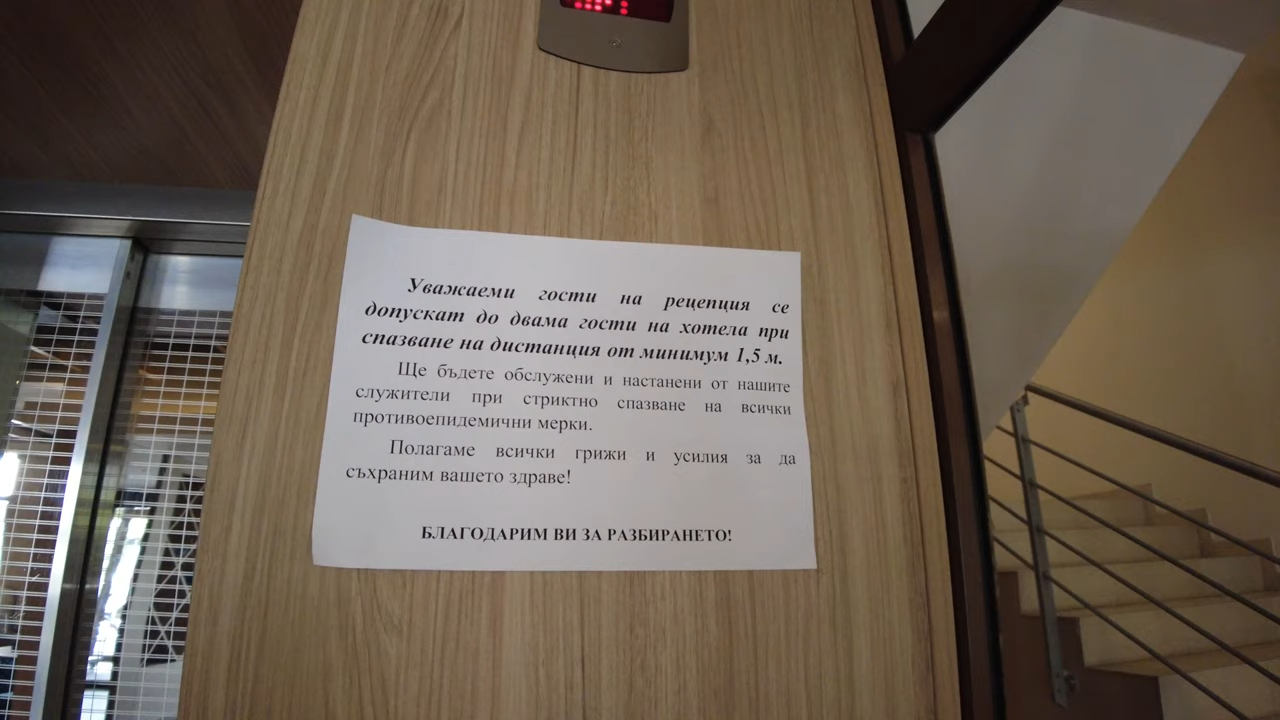 Уважаеми гости на рецепция се
допускат до двама гости на хотела при
спазване на дистанция от минимум 1,5 м.
Ще бъдете обслужени и настанени от нашите
служители при стриктно спазване на всички
противоепидемични мерки.
Полагаме всички грижи и усилия за да
съхраним вашето здраве!
БЛАГОДАРИМ ВИ ЗА РАЗБИРАНЕТО!